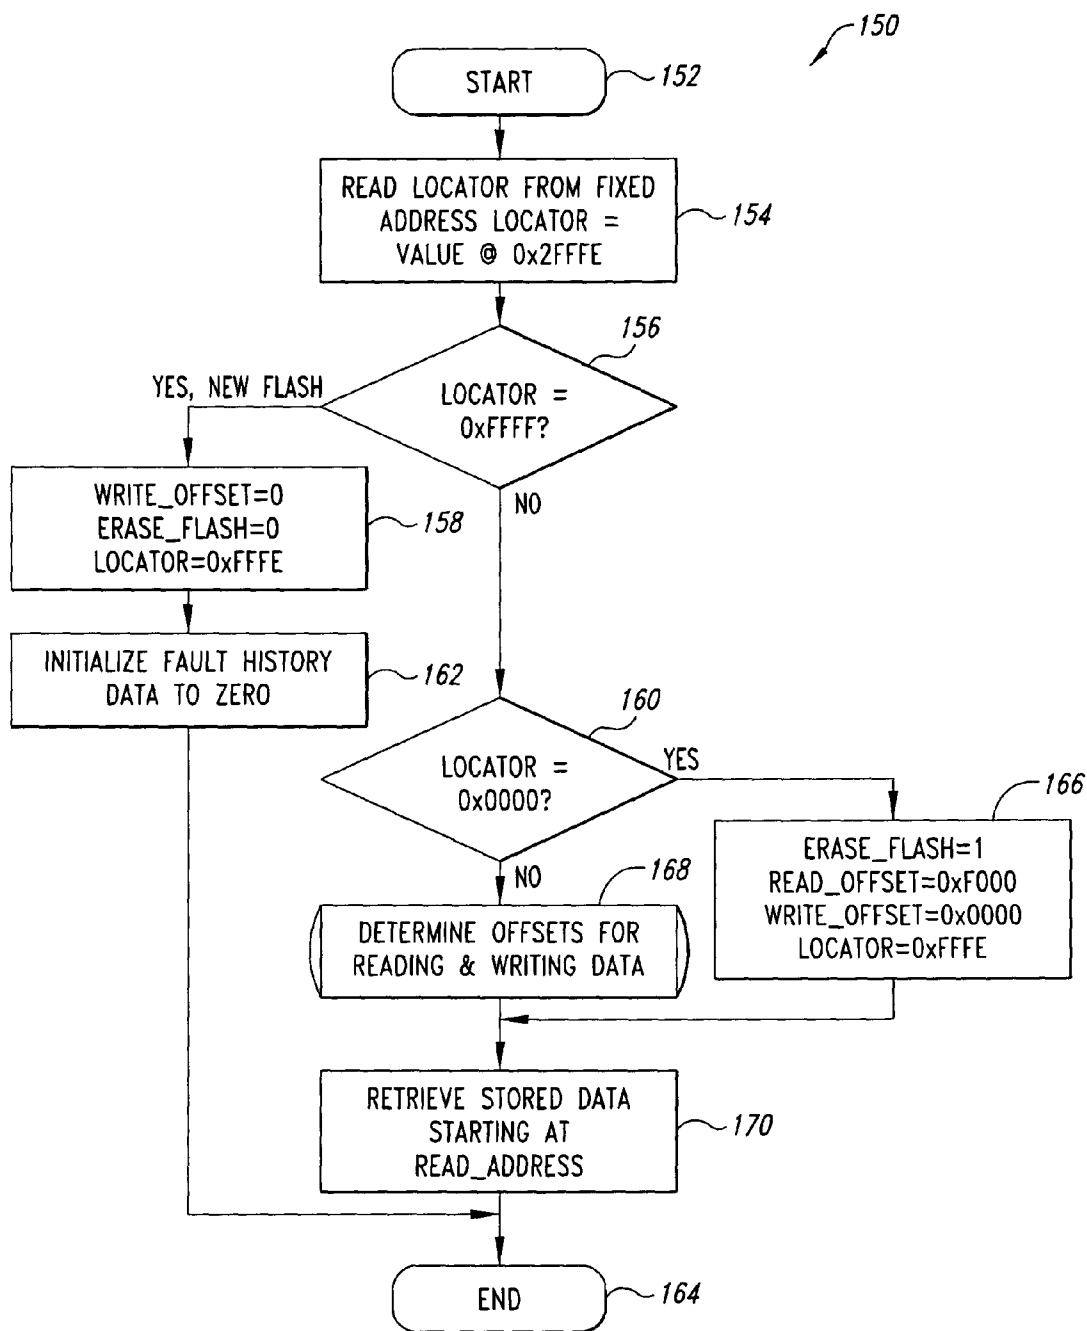 150
START
152
READ LOCATOR FROM FIXED
ADDRESS LOCATOR =
VALUE @ 0x2FFFE
154
156
YES, NEW FLASH
LOCATOR =
0xFFFF?
NO
WRITE_OFFSET=0
ERASE_FLASH=0
LOCATOR=0xFFFE
158
INITIALIZE FAULT HISTORY
DATA TO ZERO
162
160
LOCATOR =
0x0000?
YES
NO
166
ERASE_FLASH=1
READ_OFFSET=0xF000
WRITE_OFFSET=0x0000
LOCATOR=0xFFFE
168
DETERMINE OFFSETS FOR
READING & WRITING DATA
RETRIEVE STORED DATA
STARTING AT
READ_ADDRESS
170
END
164